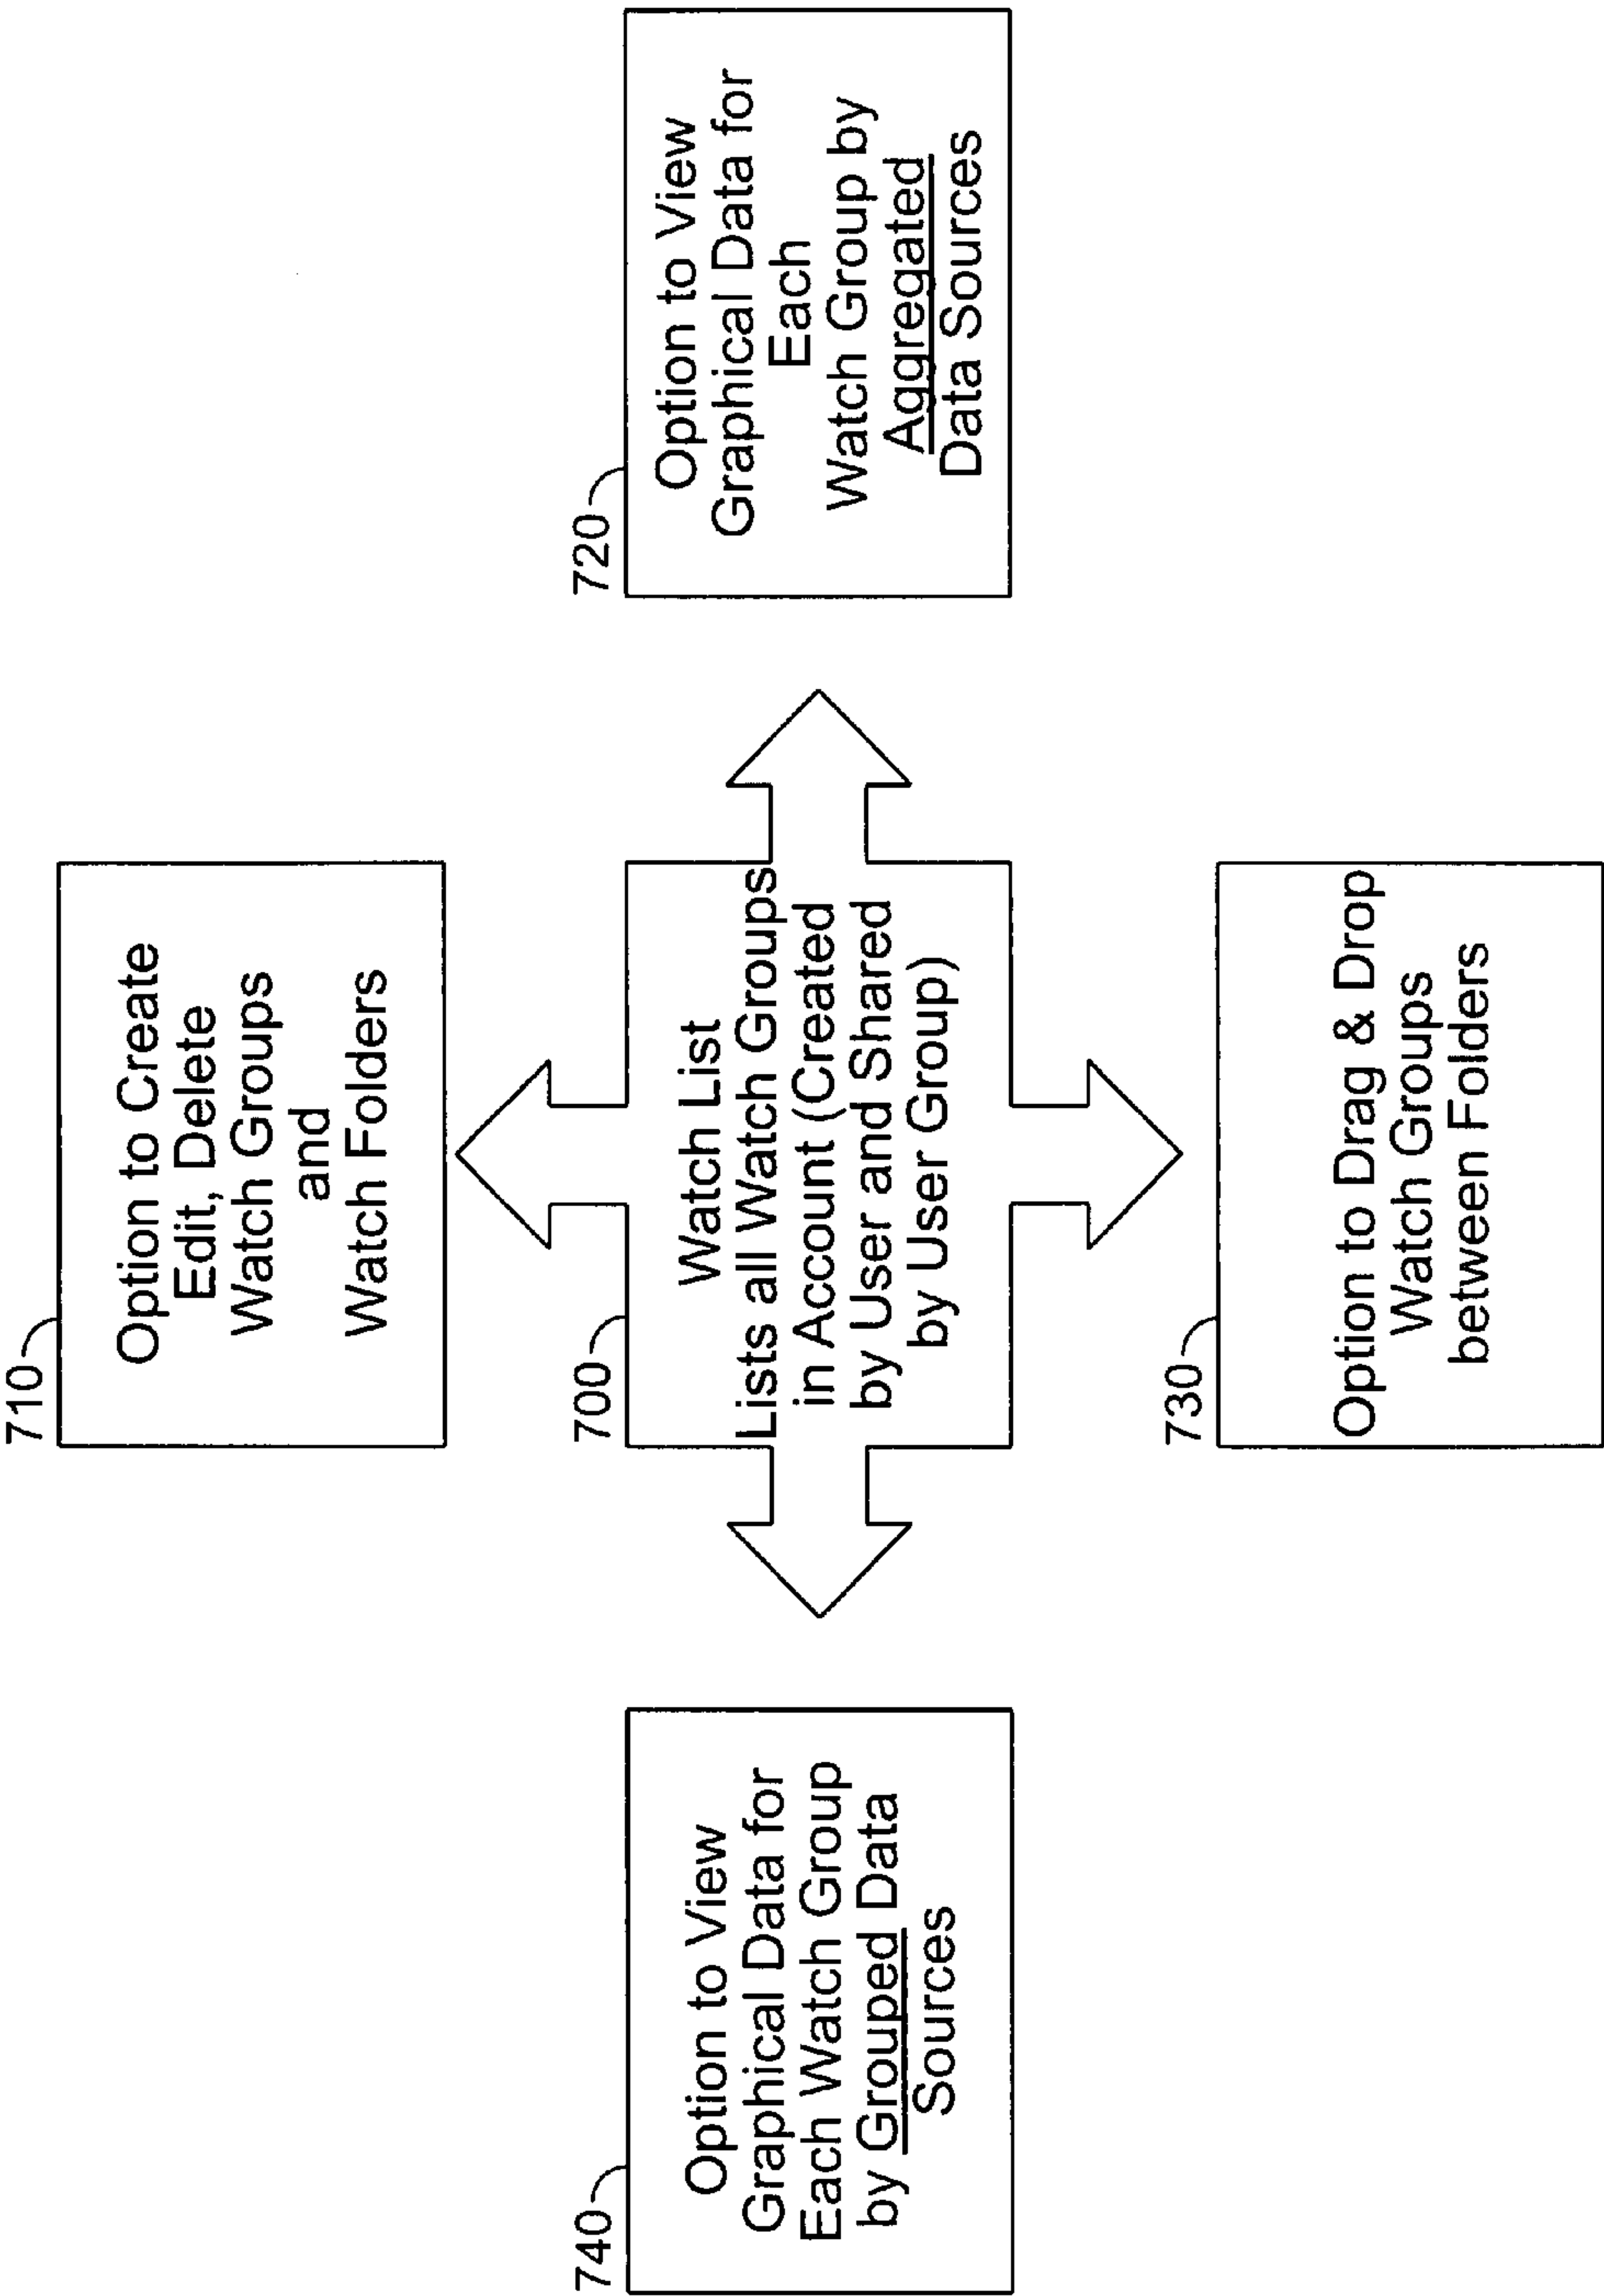 710
Option to Create
Edit, Delete
Watch Groups
and
Watch Folders
740
Option to View
Graphical Data for
Each Watch Group
by Grouped Data
Sources
700
Watch List
Lists all Watch Groups
in Account (Created
by User and Shared
by User Group)
720
Option to View
Graphical Data for
Each
Watch Group by
Aggregated
Data Sources
730
Option to Drag & Drop
Watch Groups
between Folders